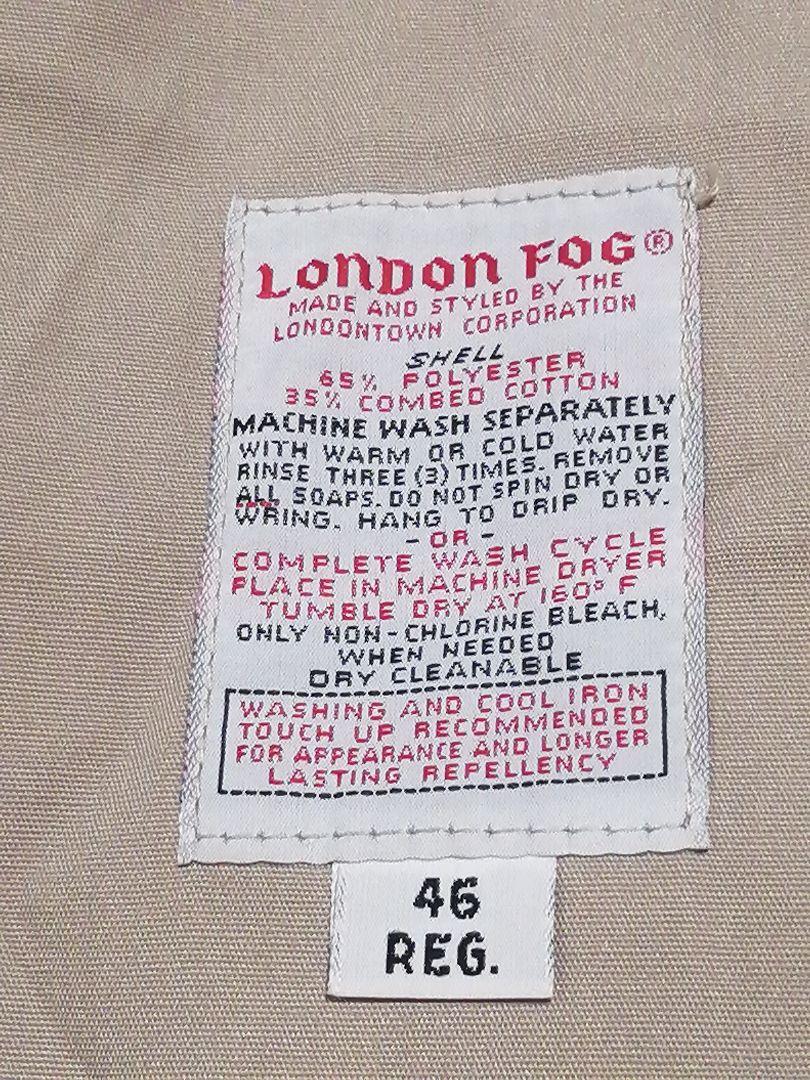 LONDON FOG®
MADE AND STYLED BY THE
LONDONTOWN CORPORATION
SHELL
65% POLYESTER
35% COMBED COTTON
MACHINE WASH SEPARATELY
WITH WARM OR COLD WATER
RINSE THREE (3) TIMES. REMOVE
ALL SOAPS. DO NOT SPIN DRY OR
WRING. HANG TO DRIP DRY.
- OR -
COMPLETE WASH CYCLE
PLACE IN MACHINE DRYER
TUMBLE DRY AT 160° F
ONLY NON-CHLORINE BLEACH,
WHEN NEEDED
DRY CLEANABLE
WASHING AND COOL IRON
TOUCH UP RECOMMENDED
FOR APPEARANCE AND LONGER
LASTING REPELLENCY
46
REG.